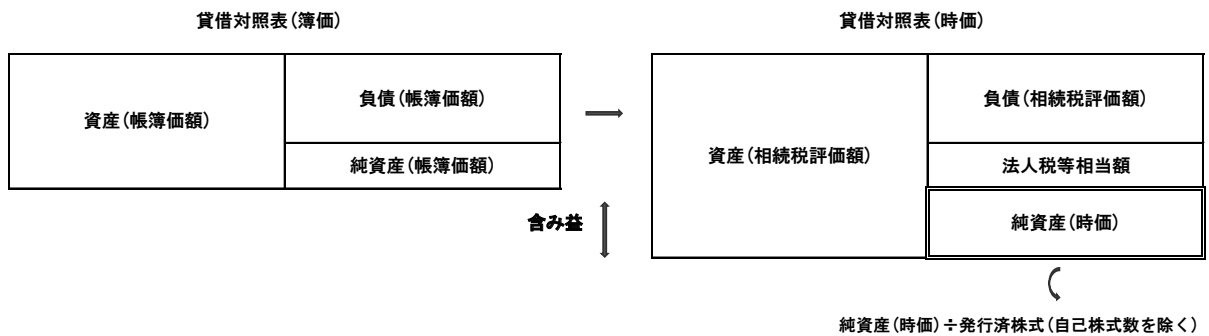 貸借対照表(簿価)
貸借対照表(時価)
資産(帳簿価額)
負債(帳簿価額)
純資産(帳簿価額)
資産(相続税評価額)
負債(相続税評価額)
法人税等相当額
純資産(時価)
含み益
純資産(時価)÷発行済株式(自己株式数を除く)